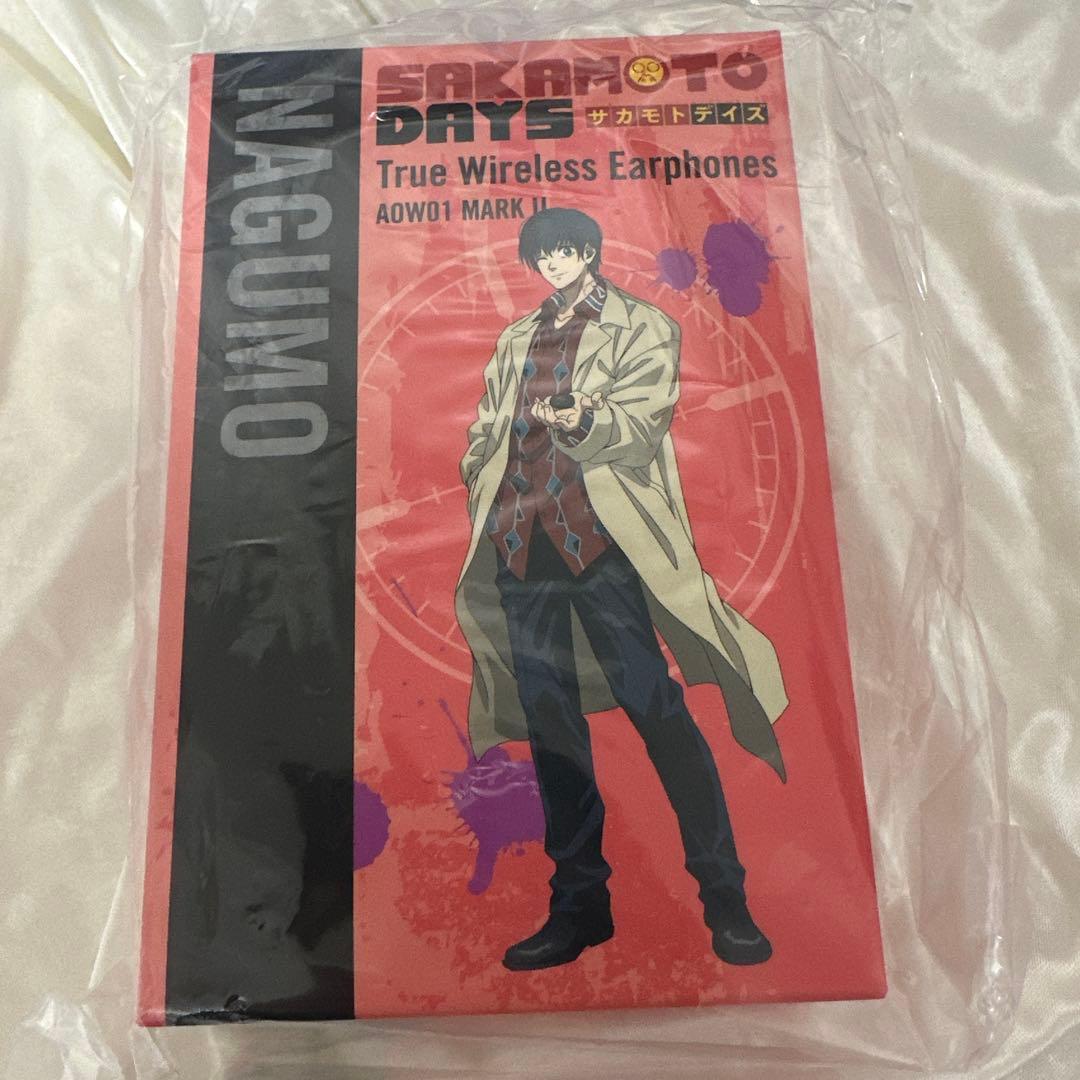 NAGUMO
SAKAMOTO
DAYS サカモトデイズ
True Wireless Earphones
AOW01 MARK II